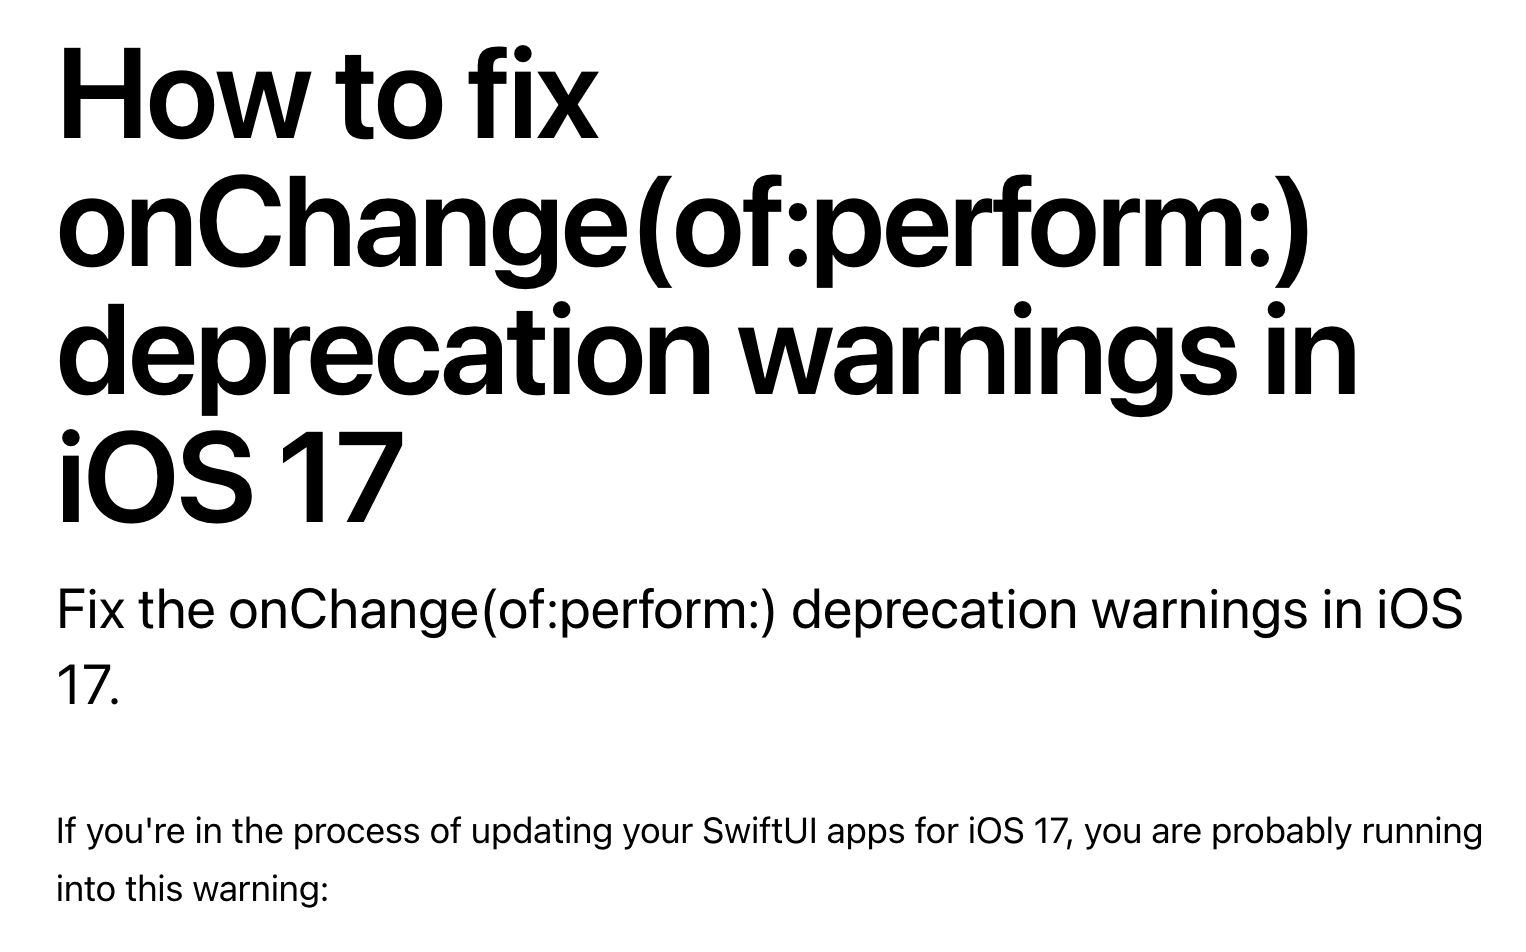 How to fix
onChange(of:perform:)
deprecation warnings in
iOS 17
Fix the onChange(of:perform:) deprecation warnings in iOS
17.
If you're in the process of updating your SwiftUI apps for iOS 17, you are probably running
into this warning: